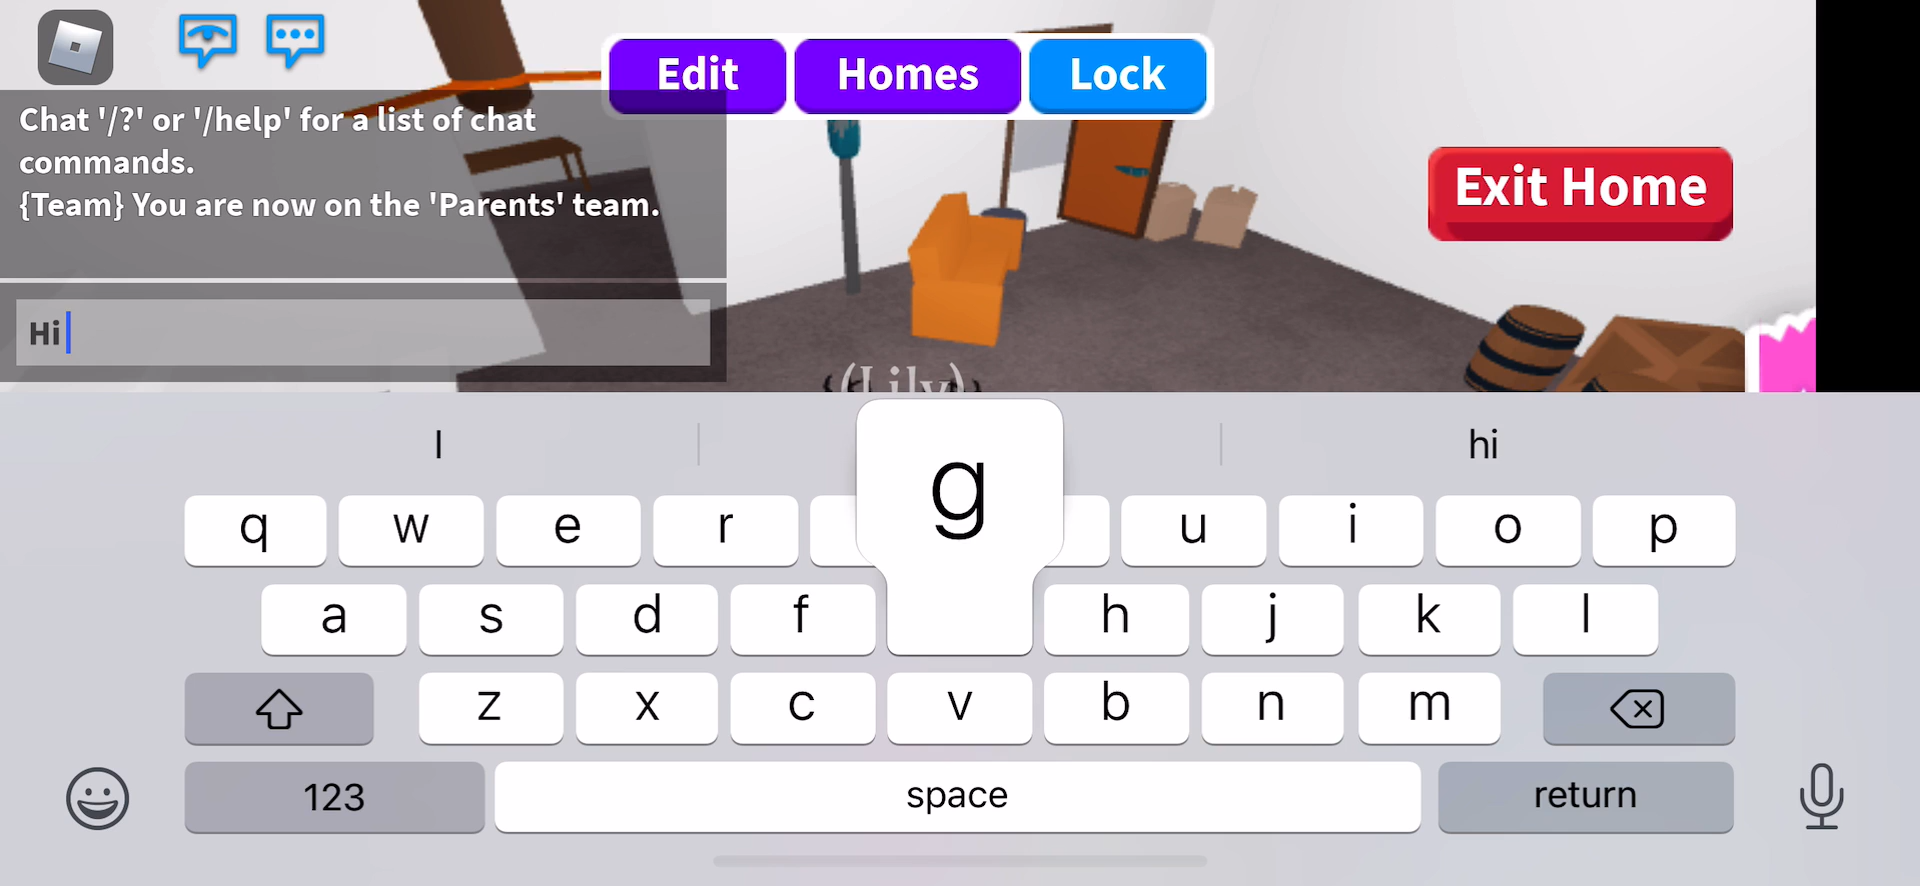 Edit Homes Lock
Chat '/?' or '/help' for a list of chat
commands.
{Team} You are now on the 'Parents' team.
Exit Home
Hi
(Lily)
I hi
q w e r u i o p
a s d f g h j k l
z x c v b n m
123 space return